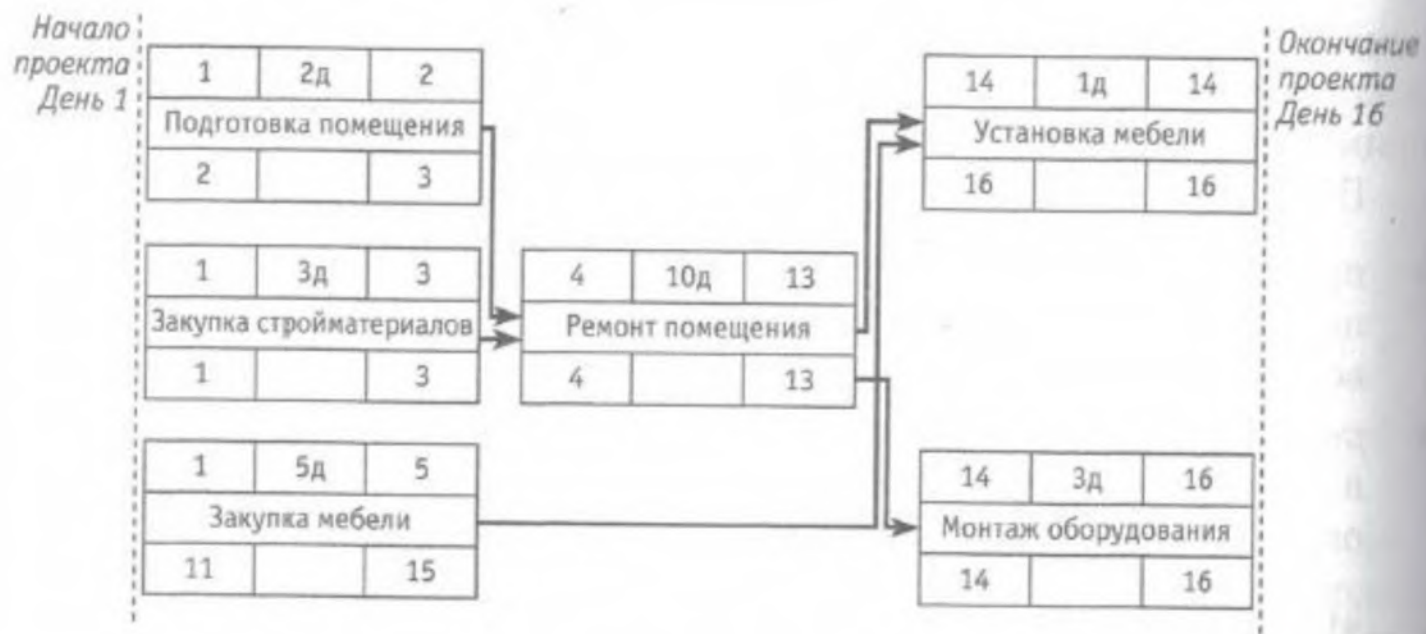 Начало
проекта
День 1
1 2д 2
Подготовка помещения
2 3
1 3д 3
Закупка стройматериалов
1 3
1 5д 5
Закупка мебели
11 15
4 10д 13
Ремонт помещения
4 13
14 1д 14
Установка мебели
16 16
14 3д 16
Монтаж оборудования
14 16
Окончание
проекта
День 16